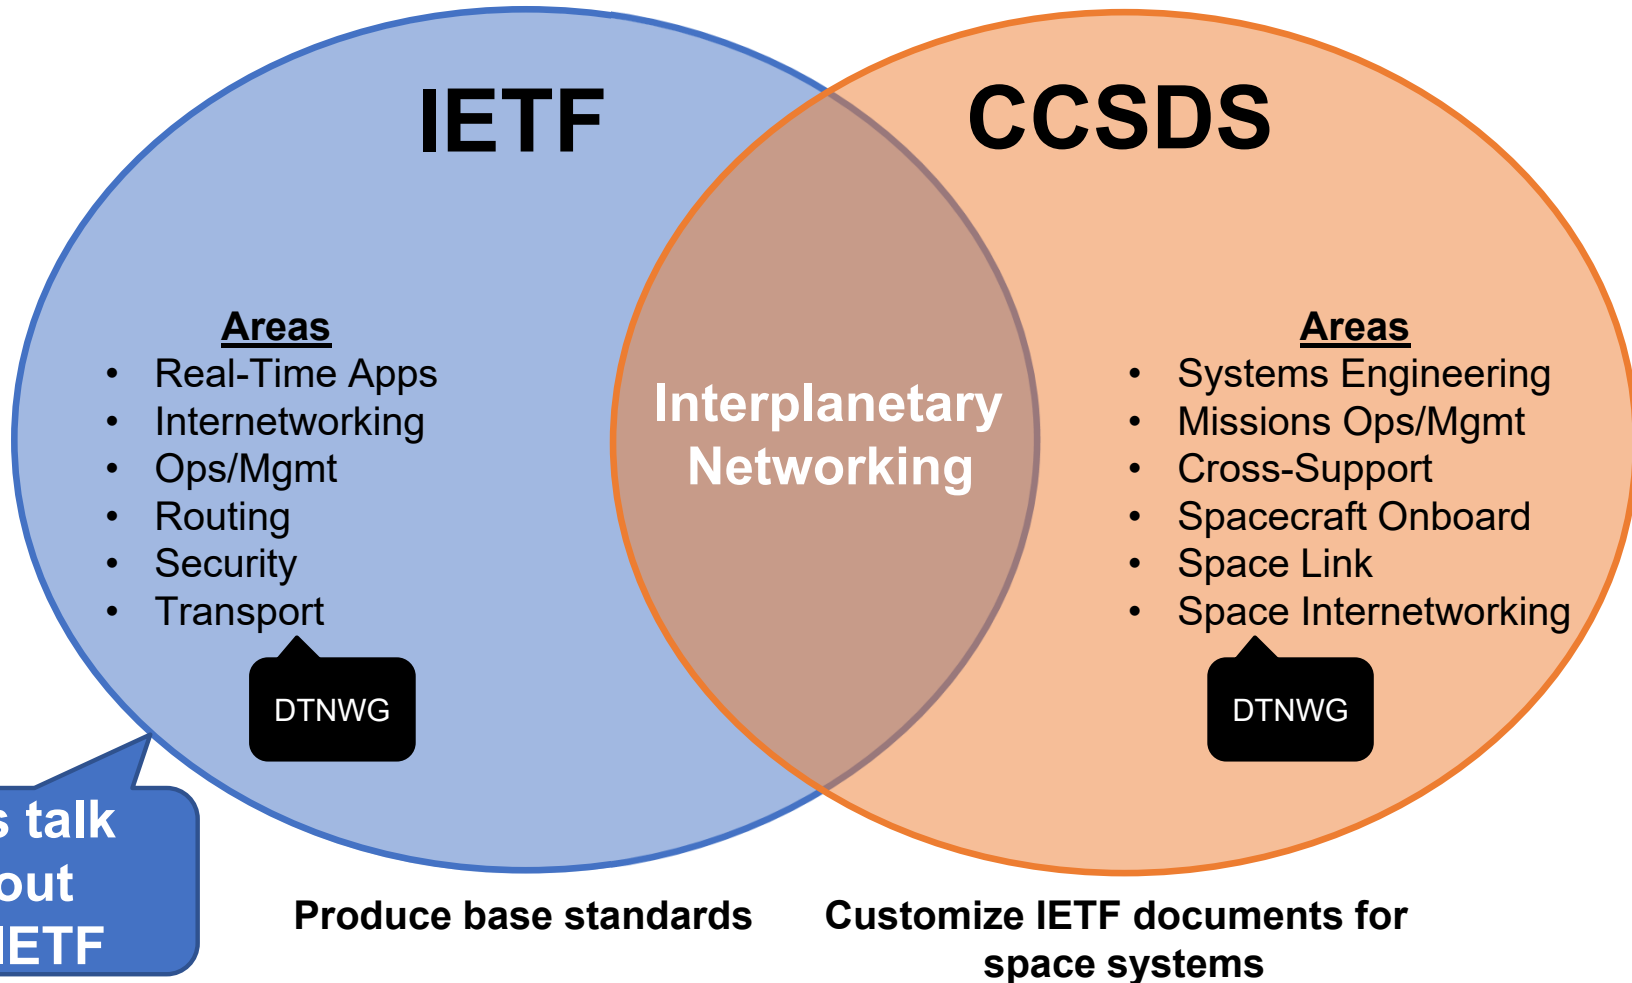 IETF
CCSDS
Areas
• Real-Time Apps
• Internetworking
• Ops/Mgmt
• Routing
• Security
• Transport
DTNWG
Interplanetary
Networking
Areas
• Systems Engineering
• Missions Ops/Mgmt
• Cross-Support
• Spacecraft Onboard
• Space Link
• Space Internetworking
DTNWG
talk
IETF
Produce base standards
Customize IETF documents for
space systems